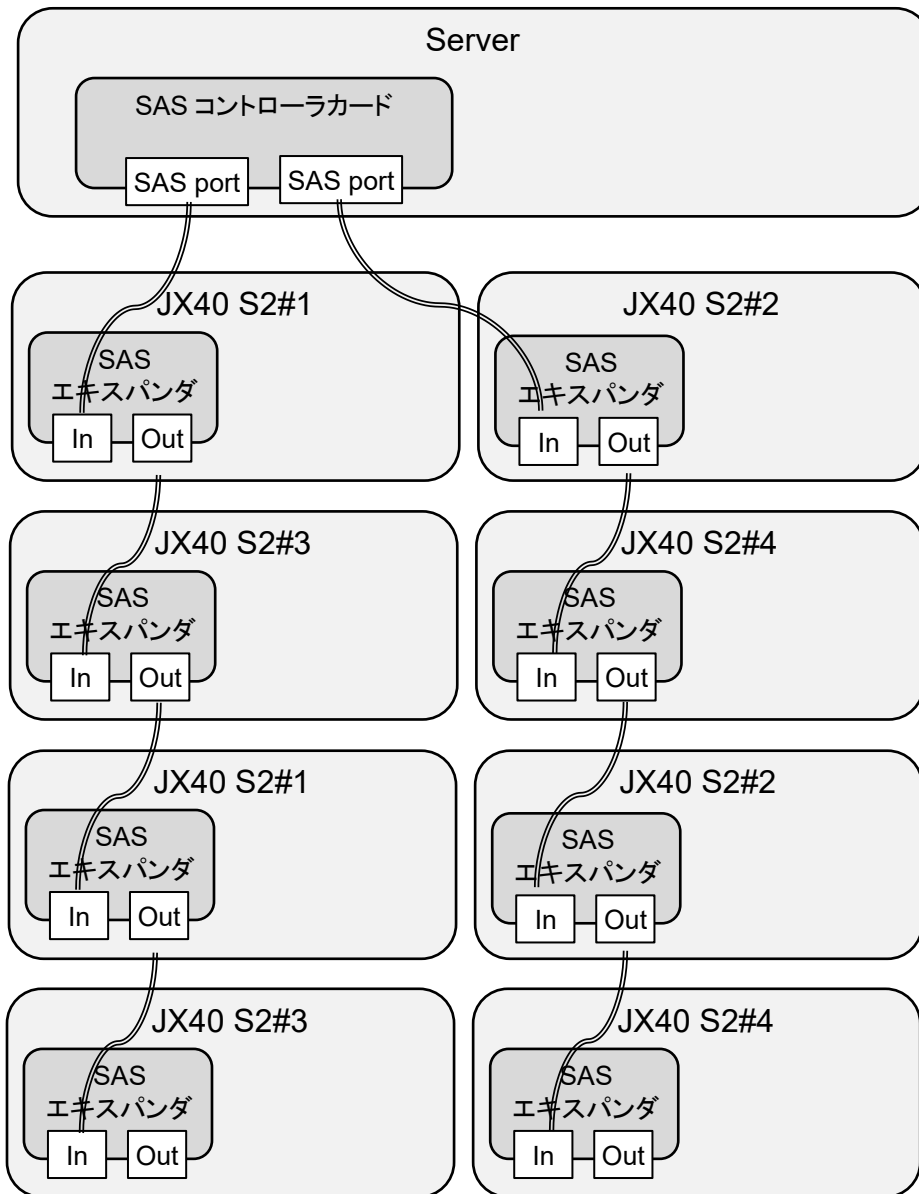 Server
SAS コントローラカード
SAS port
SAS port
JX40 S2#1
SAS
エキスパンダ
In
Out
JX40 S2#2
SAS
エキスパンダ
In
Out
JX40 S2#3
SAS
エキスパンダ
In
Out
JX40 S2#4
SAS
エキスパンダ
In
Out
JX40 S2#1
SAS
エキスパンダ
In
Out
JX40 S2#2
SAS
エキスパンダ
In
Out
JX40 S2#3
SAS
エキスパンダ
In
Out
JX40 S2#4
SAS
エキスパンダ
In
Out